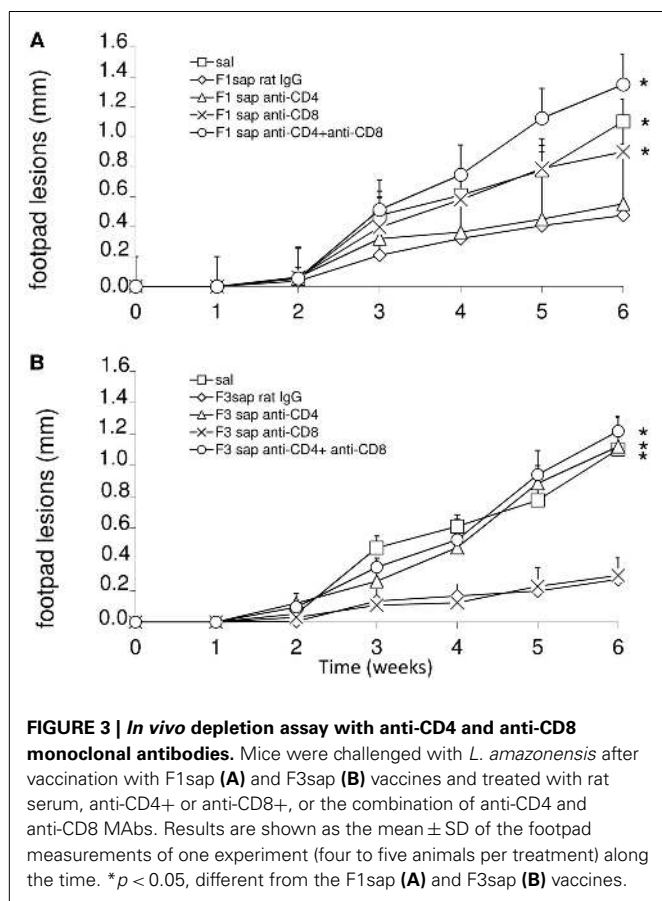 A
1.6
1.4
1.2
1.0
0.8
0.6
0.4
0.2
0.0
footpad lesions (mm)
sal
F1sap rat IgG
F1 sap anti-CD4
F1 sap anti-CD8
F1 sap anti-CD4+anti-CD8
*
*
*
0 1 2 3 4 5 6
B
1.6
1.4
1.2
1.0
0.8
0.6
0.4
0.2
0.0
footpad lesions (mm)
sal
F3sap rat IgG
F3 sap anti-CD4
F3 sap anti-CD8
F3 sap anti-CD4+ anti-CD8
*
*
*
0 1 2 3 4 5 6
Time (weeks)
FIGURE 3 | In vivo depletion assay with anti-CD4 and anti-CD8
monoclonal antibodies. Mice were challenged with L. amazonensis after
vaccination with F1sap (A) and F3sap (B) vaccines and treated with rat
serum, anti-CD4+ or anti-CD8+, or the combination of anti-CD4 and
anti-CD8 MAbs. Results are shown as the mean ± SD of the footpad
measurements of one experiment (four to five animals per treatment) along
the time. *p < 0.05, different from the F1sap (A) and F3sap (B) vaccines.